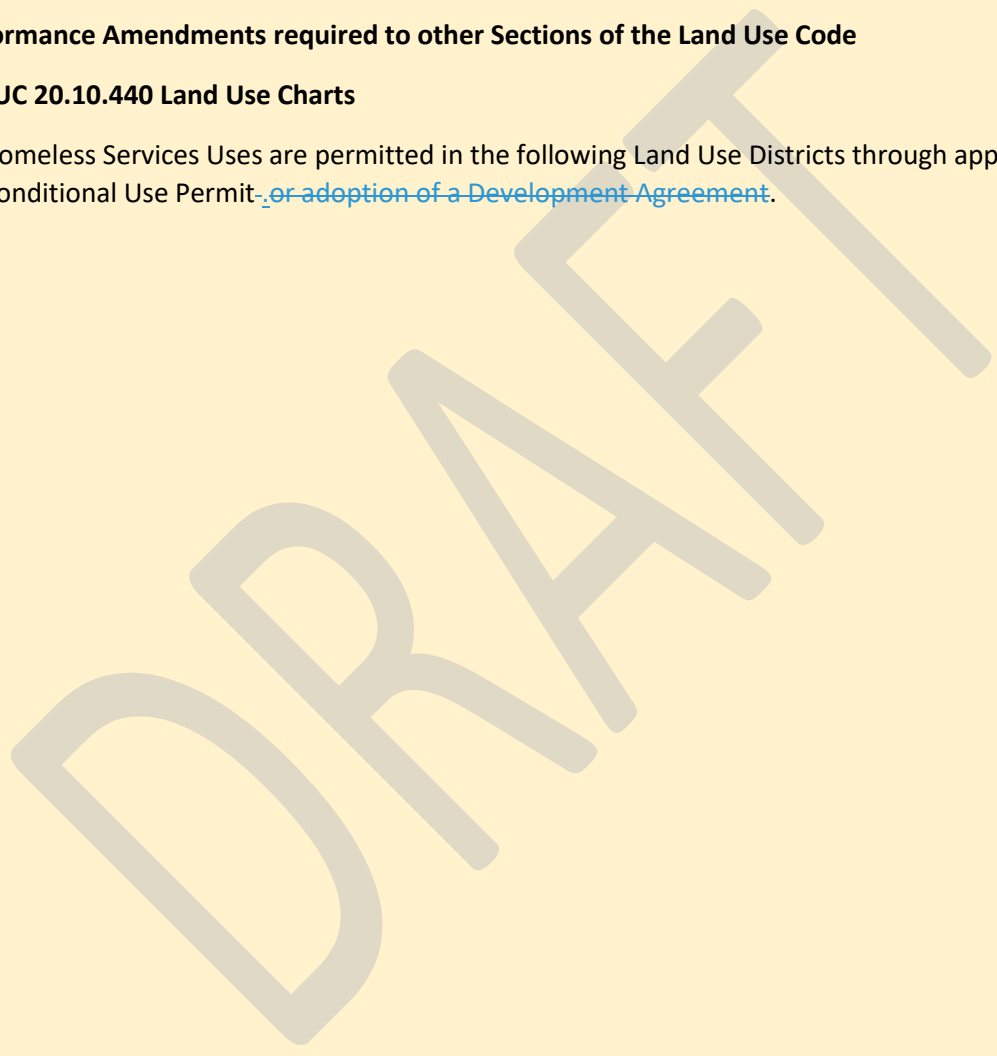 ormance Amendments required to other Sections of the Land Use Code
UC 20.10.440 Land Use Charts
omeless Services Uses are permitted in the following Land Use Districts through app
onditional Use Permit .or adoption of a Development Agreement.
DRAFT